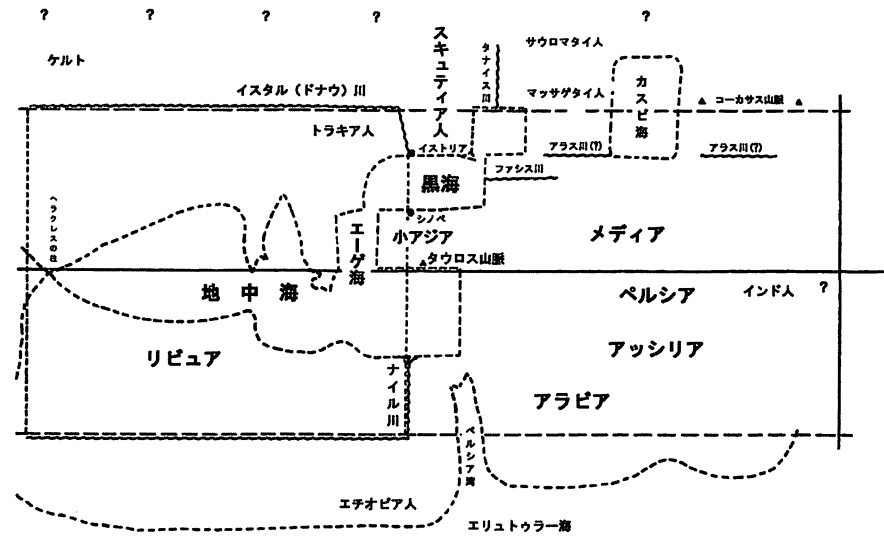 ? ? ? ? ?
ケルト
スキュティア人
タナイス川
サウロマタイ人
マッサゲタイ人
カスピ海
▲ コーカサス山脈 ▲
イスタル（ドナウ）川
トラキア人
イストリア
アラス川(?)
アラス川(?)
ファシス川
黒海
シノペ
ヘラクレスの柱
エーゲ海
小アジア
メディア
▲タウロス山脈
地中海
ペルシア
インド人 ?
リビュア
アッシリア
ナイル川
アラビア
ペルシア湾
エチオピア人
エリュトゥラー海